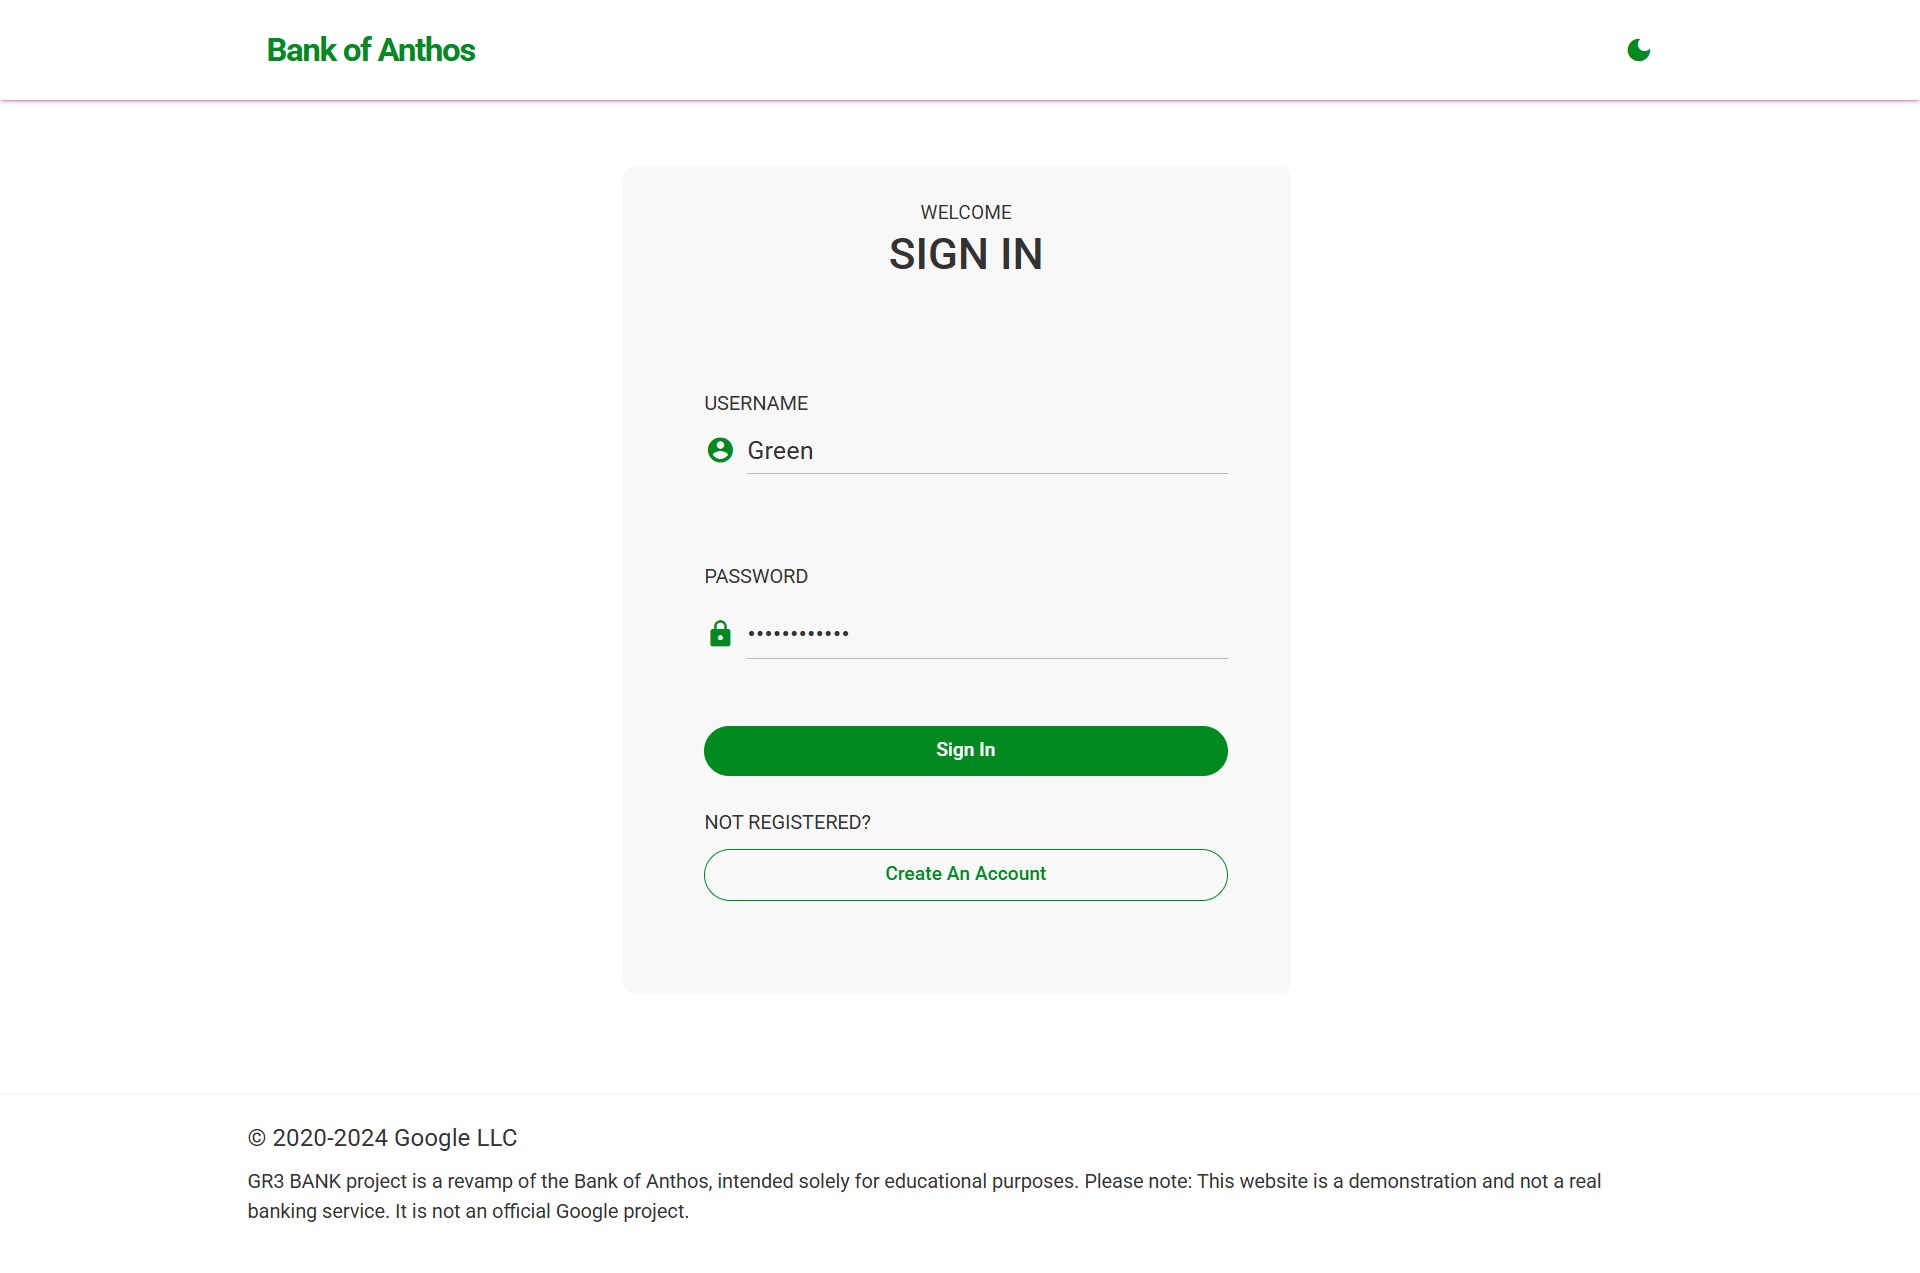 Bank of Anthos
WELCOME
SIGN IN
USERNAME
Green
PASSWORD
••••••••••••
Sign In
NOT REGISTERED?
Create An Account
© 2020-2024 Google LLC
GR3 BANK project is a revamp of the Bank of Anthos, intended solely for educational purposes. Please note: This website is a demonstration and not a real
banking service. It is not an official Google project.